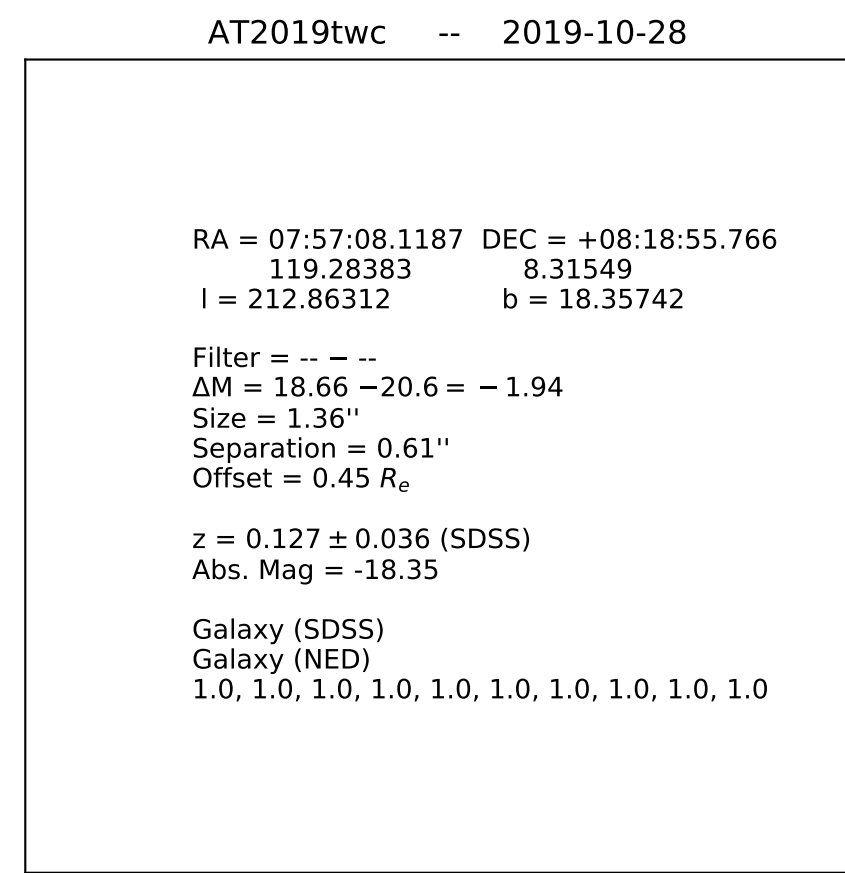 AT2019twc -- 2019-10-28
RA = 07:57:08.1187 DEC = +08:18:55.766
119.28383 8.31549
l = 212.86312 b = 18.35742
Filter = -- − --
ΔM = 18.66 −20.6 = − 1.94
Size = 1.36''
Separation = 0.61''
Offset = 0.45 Rₑ
z = 0.127 ± 0.036 (SDSS)
Abs. Mag = -18.35
Galaxy (SDSS)
Galaxy (NED)
1.0, 1.0, 1.0, 1.0, 1.0, 1.0, 1.0, 1.0, 1.0, 1.0